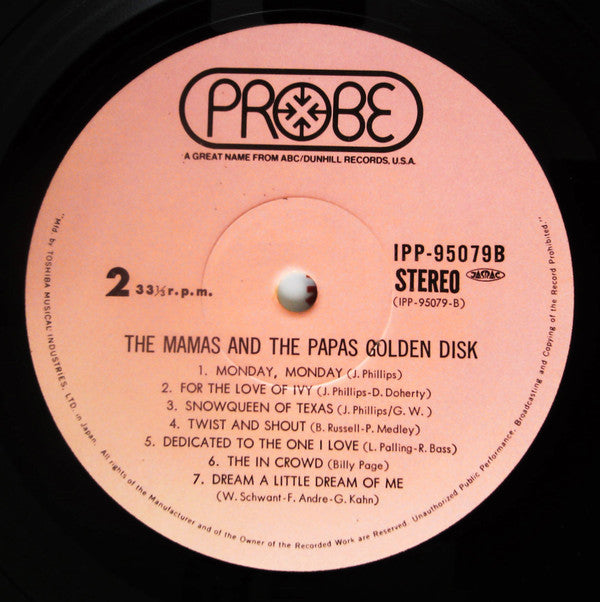 PROBE
A GREAT NAME FROM ABC/DUNHILL RECORDS, U.S.A.
IPP-95079B
2 33⅓ r.p.m.
STEREO JASRAC
(IPP-95079-B)
THE MAMAS AND THE PAPAS GOLDEN DISK
1. MONDAY, MONDAY (J. Phillips)
2. FOR THE LOVE OF IVY (J. Phillips-D. Doherty)
3. SNOWQUEEN OF TEXAS (J. Phillips/G. W. )
4. TWIST AND SHOUT (B. Russell-P. Medley)
5. DEDICATED TO THE ONE I LOVE (L. Palling-R. Bass)
6. THE IN CROWD (Billy Page)
7. DREAM A LITTLE DREAM OF ME
(W. Schwant-F. Andre-G. Kahn)
"Mfd. by TOSHIBA MUSICAL INDUSTRIES, LTD. in Japan. All rights of the Manufacturer and of the Owner of the Recorded Work are Reserved. Unauthorized Public Performance, Broadcasting and Copying of the Record Prohibited."